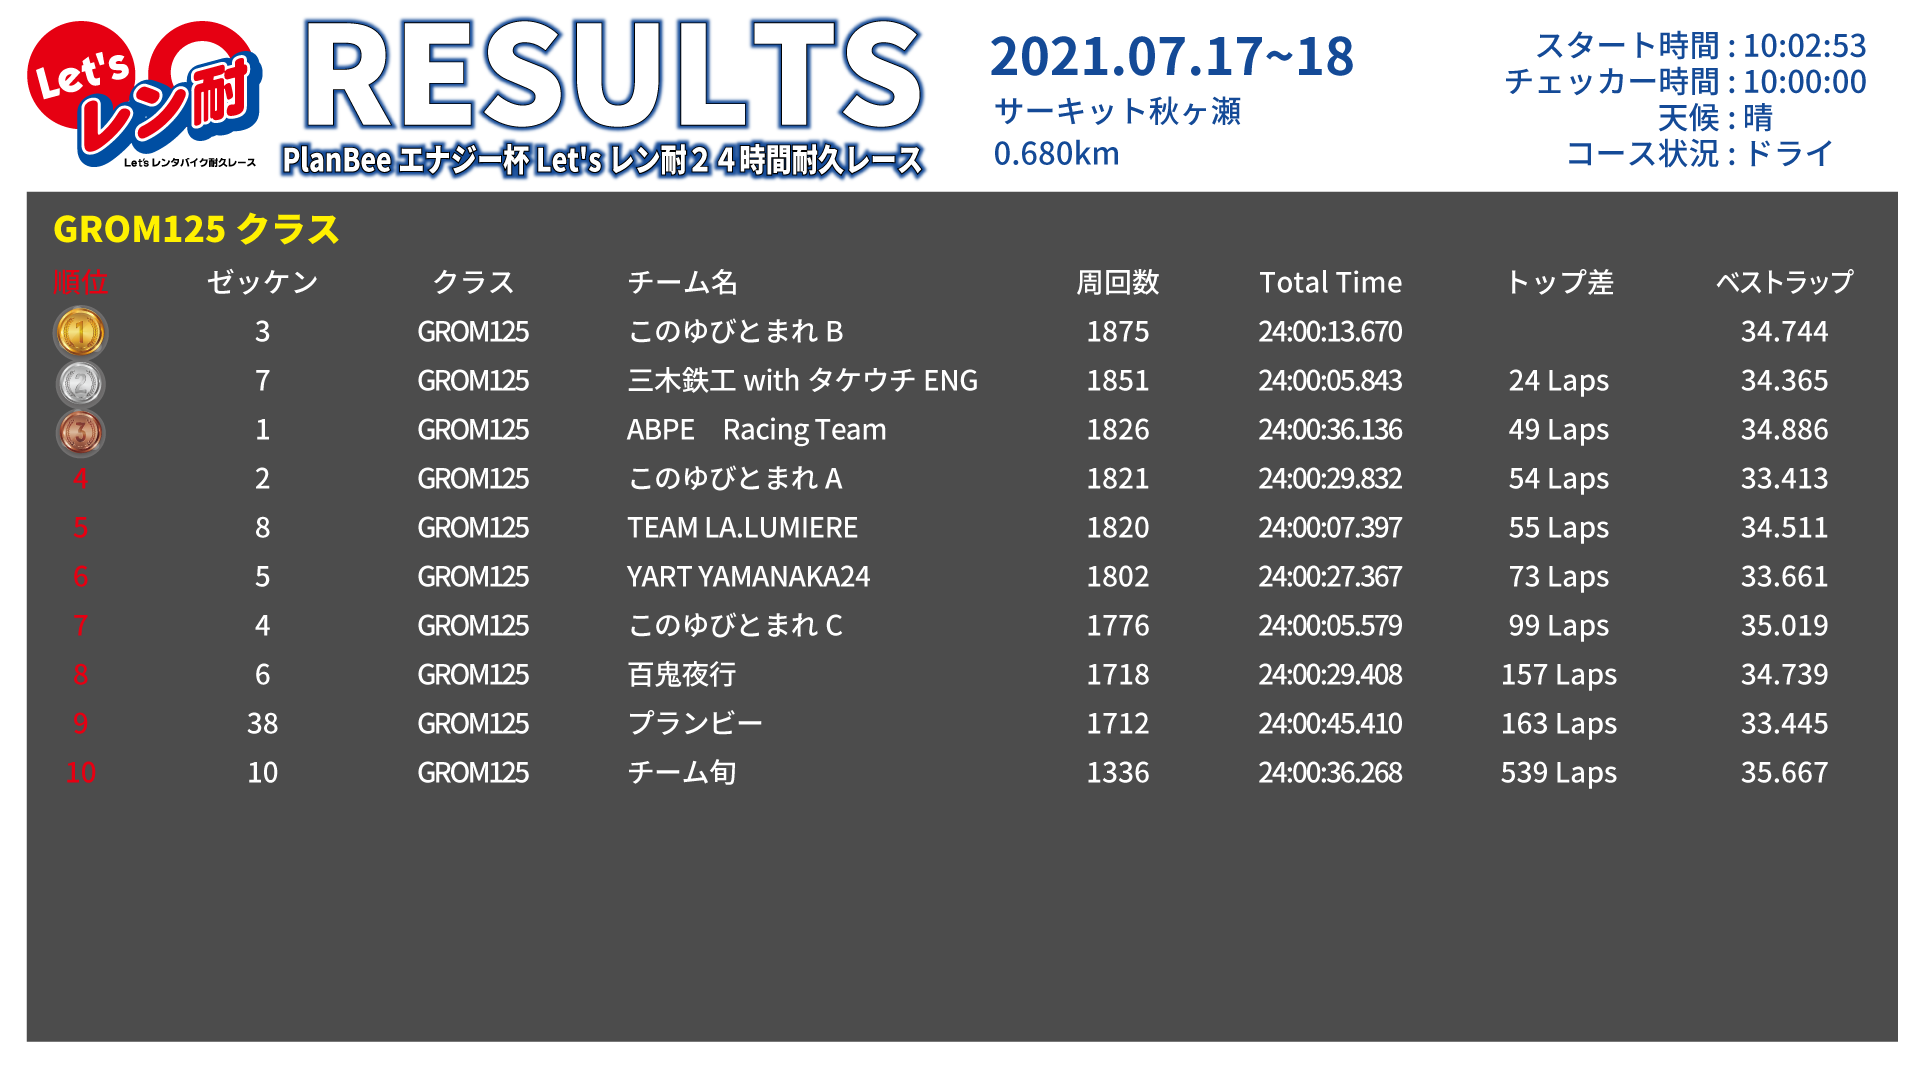 Let's
レン耐
Let's レンタバイク耐久レース
RESULTS
PlanBee エナジー杯 Let's レン耐２４時間耐久レース
2021.07.17~18
サーキット秋ヶ瀬
0.680km
スタート時間 : 10:02:53
チェッカー時間 : 10:00:00
天候 : 晴
コース状況 : ドライ
GROM125 クラス
順位 ゼッケン クラス チーム名 周回数 Total Time トップ差 ベストラップ
1 3 GROM125 このゆびとまれ B 1875 24:00:13.670 34.744
2 7 GROM125 三木鉄工 with タケウチ ENG 1851 24:00:05.843 24 Laps 34.365
3 1 GROM125 ABPE　Racing Team 1826 24:00:36.136 49 Laps 34.886
4 2 GROM125 このゆびとまれ A 1821 24:00:29.832 54 Laps 33.413
5 8 GROM125 TEAM LA.LUMIERE 1820 24:00:07.397 55 Laps 34.511
6 5 GROM125 YART YAMANAKA24 1802 24:00:27.367 73 Laps 33.661
7 4 GROM125 このゆびとまれ C 1776 24:00:05.579 99 Laps 35.019
8 6 GROM125 百鬼夜行 1718 24:00:29.408 157 Laps 34.739
9 38 GROM125 プランビー 1712 24:00:45.410 163 Laps 33.445
10 10 GROM125 チーム旬 1336 24:00:36.268 539 Laps 35.667